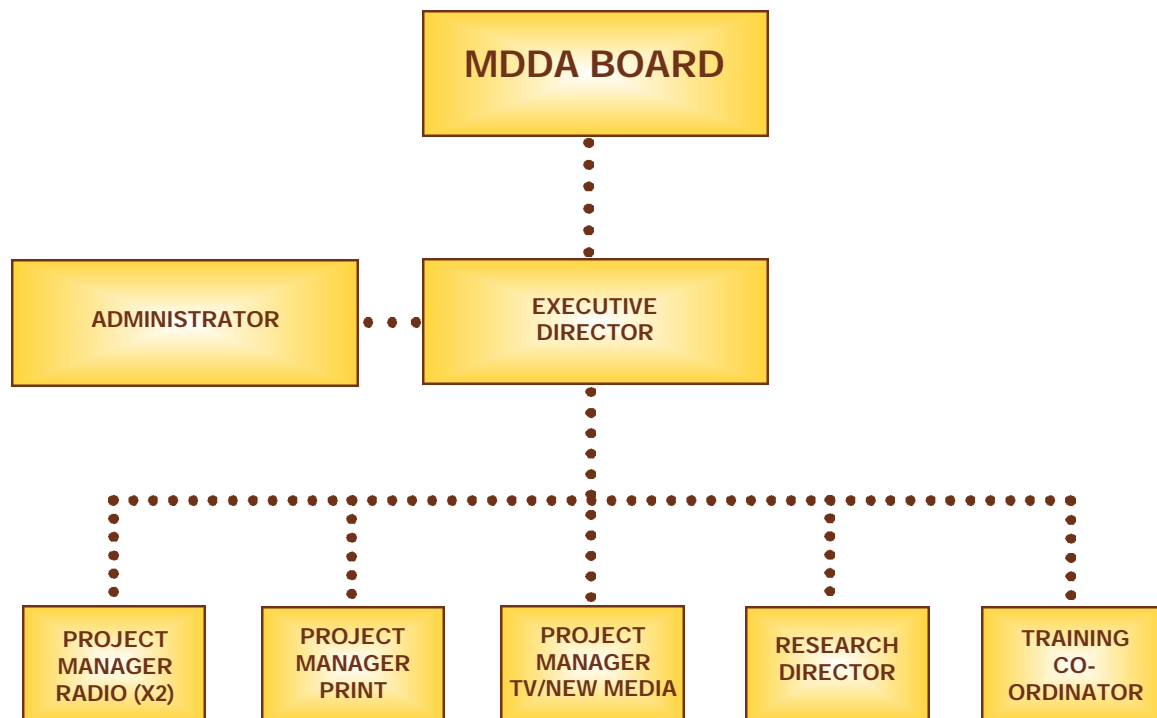 MDDA BOARD
ADMINISTRATOR
EXECUTIVE
DIRECTOR
PROJECT
MANAGER
RADIO (X2)
PROJECT
MANAGER
PRINT
PROJECT
MANAGER
TV/NEW MEDIA
RESEARCH
DIRECTOR
TRAINING
CO-
ORDINATOR